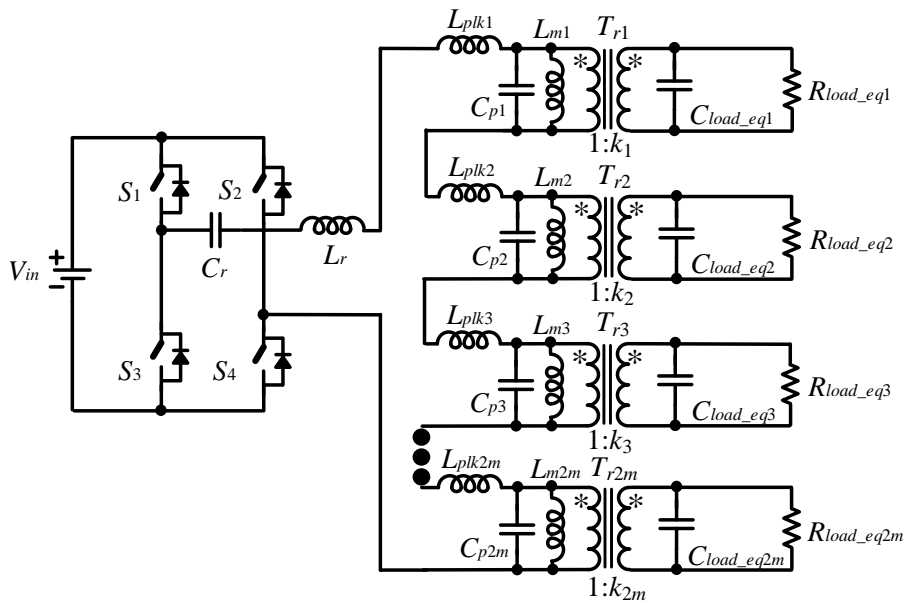 Lplk1
Lm1
Tr1
*
*
Cp1
Cload_eq1
Rload_eq1
1:k1
Lplk2
Lm2
Tr2
*
*
S1
S2
Cp2
Cload_eq2
Rload_eq2
Vin
+
−
Cr
Lr
1:k2
Lplk3
Lm3
Tr3
*
*
S3
S4
Cp3
Cload_eq3
Rload_eq3
1:k3
Lplk2m
Lm2m
Tr2m
*
*
Cp2m
Cload_eq2m
Rload_eq2m
1:k2m